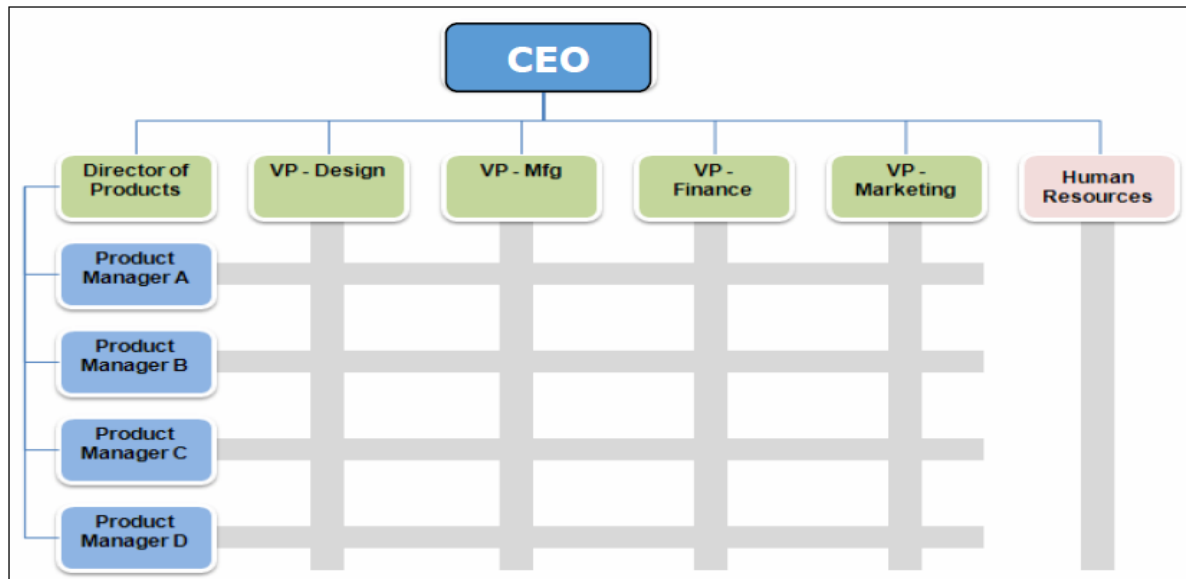 CEO
Director of
Products
VP - Design
VP - Mfg
VP -
Finance
VP -
Marketing
Human
Resources
Product
Manager A
Product
Manager B
Product
Manager C
Product
Manager D